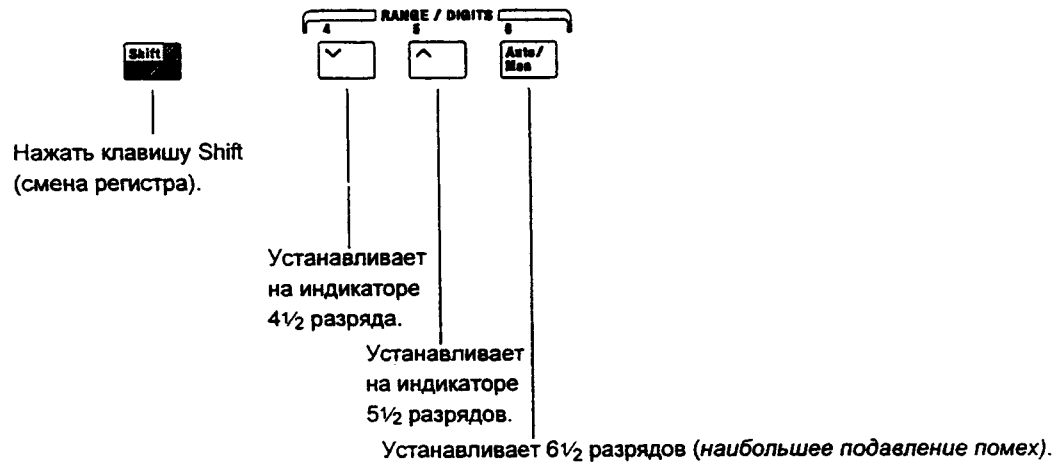 RANGE / DIGITS
4 5 6
Shift
Auto/
Man
Нажать клавишу Shift
(смена регистра).
Устанавливает
на индикаторе
4½ разряда.
Устанавливает
на индикаторе
5½ разрядов.
Устанавливает 6½ разрядов (наибольшее подавление помех).